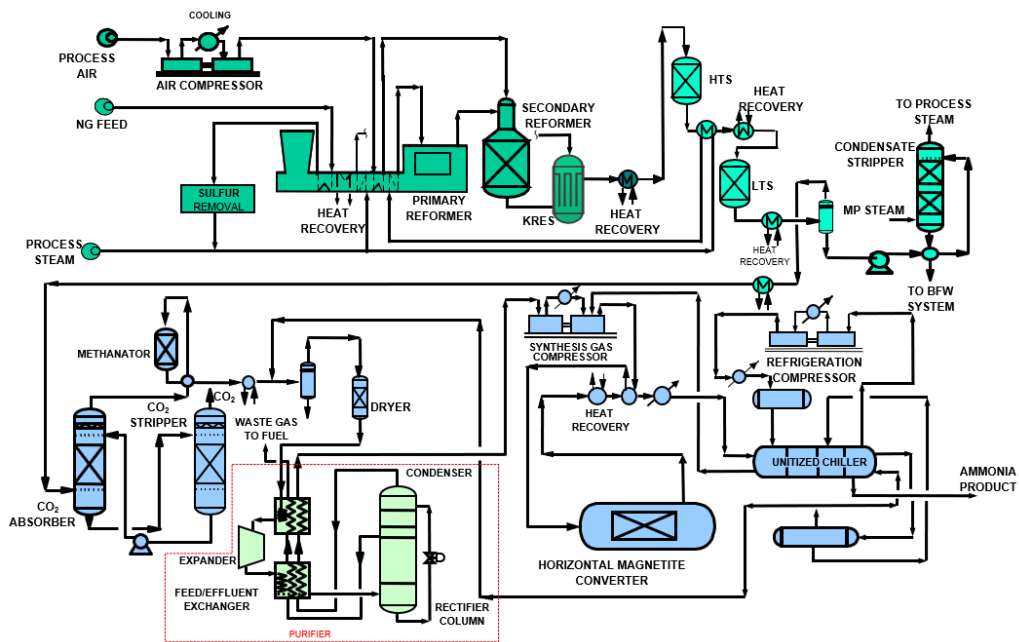 COOLING
PROCESS
AIR
AIR COMPRESSOR
NG FEED
SULFUR
REMOVAL
HEAT
RECOVERY
PRIMARY
REFORMER
SECONDARY
REFORMER
KRES
HEAT
RECOVERY
HTS
HEAT
RECOVERY
LTS
HEAT
RECOVERY
TO PROCESS
STEAM
CONDENSATE
STRIPPER
MP STEAM
TO BFW
SYSTEM
PROCESS
STEAM
METHANATOR
CO2
STRIPPER
CO2
CO2
ABSORBER
WASTE GAS
TO FUEL
DRYER
SYNTHESIS GAS
COMPRESSOR
HEAT
RECOVERY
REFRIGERATION
COMPRESSOR
UNITIZED CHILLER
AMMONIA
PRODUCT
CONDENSER
EXPANDER
FEED/EFFLUENT
EXCHANGER
RECTIFIER
COLUMN
PURIFIER
HORIZONTAL MAGNETITE
CONVERTER